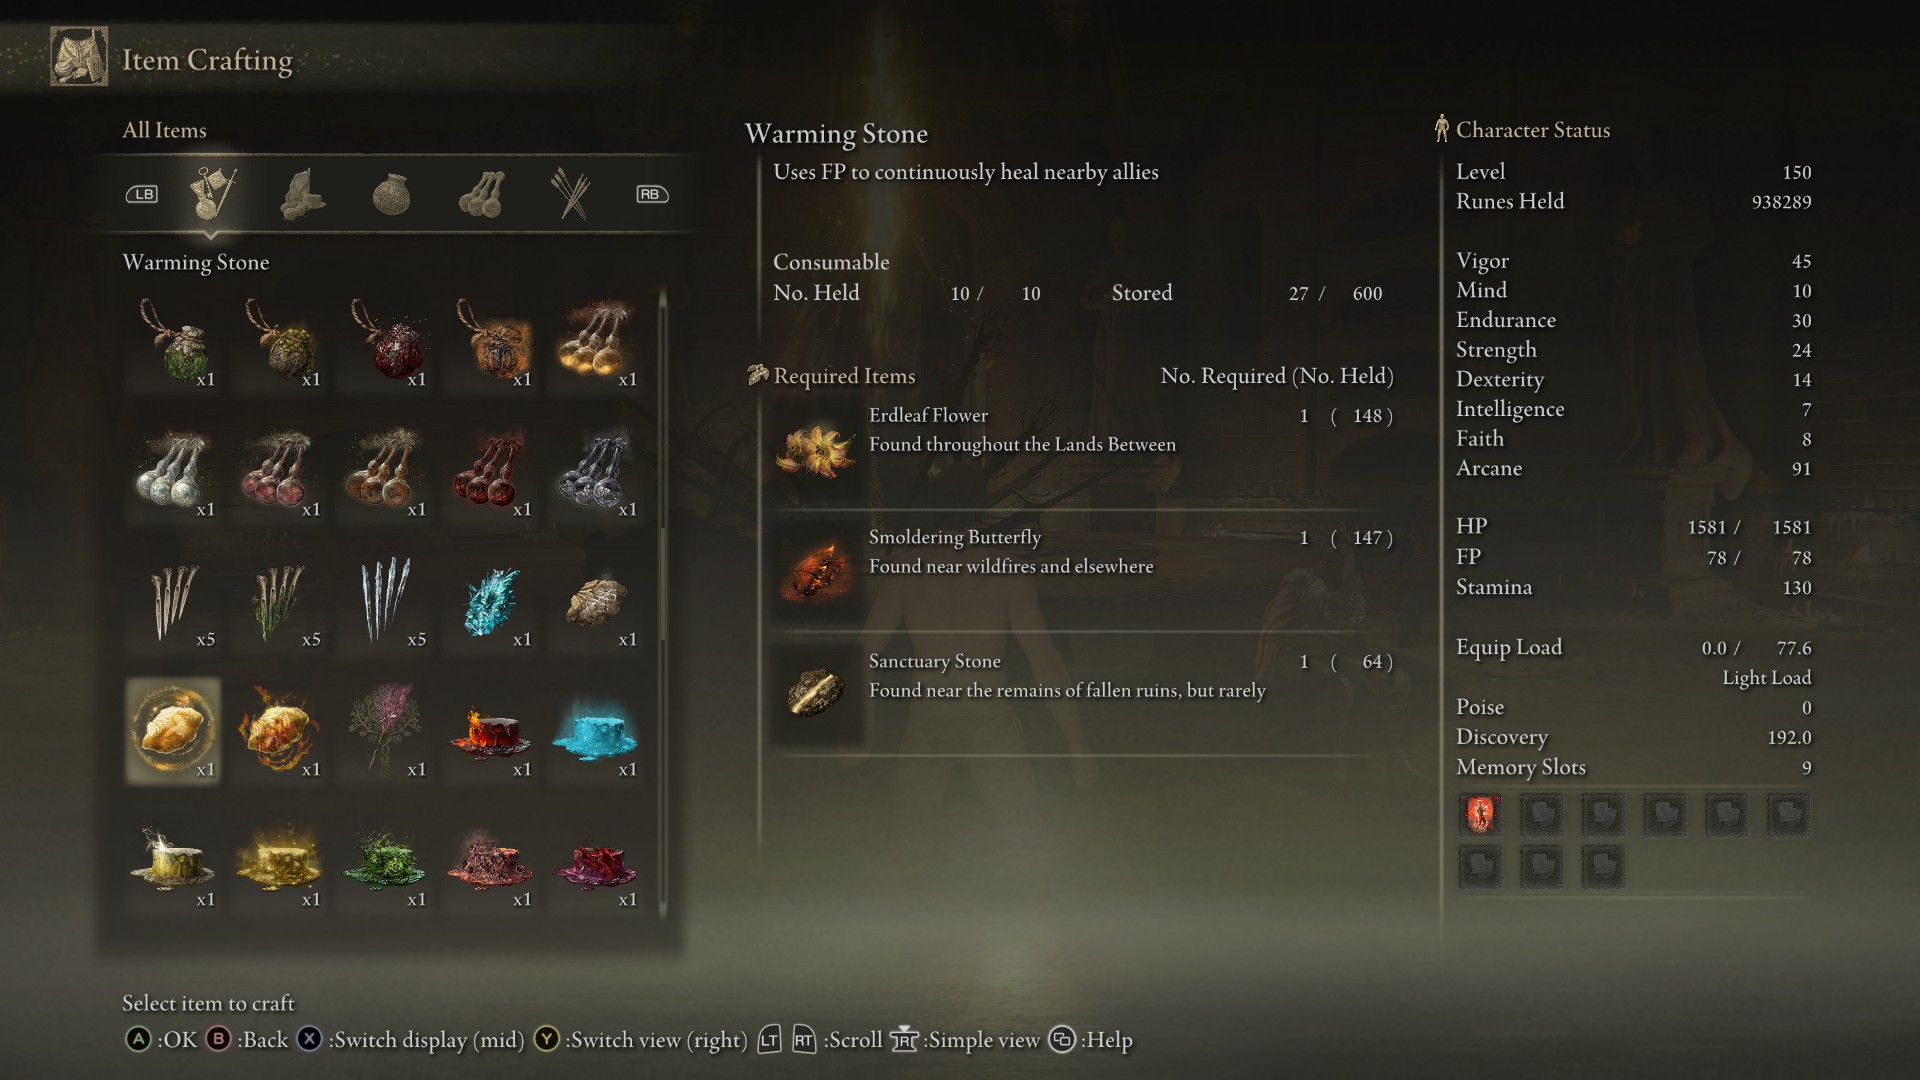 Item Crafting
All Items
LB
RB
Warming Stone
x1 x1 x1 x1 x1
x1 x1 x1 x1 x1
x5 x5 x5 x1 x1
x1 x1 x1 x1 x1
x1 x1 x1 x1 x1
Warming Stone
Uses FP to continuously heal nearby allies
Consumable
No. Held 10 / 10 Stored 27 / 600
Required Items No. Required (No. Held)
Erdleaf Flower 1 ( 148 )
Found throughout the Lands Between
Smoldering Butterfly 1 ( 147 )
Found near wildfires and elsewhere
Sanctuary Stone 1 ( 64 )
Found near the remains of fallen ruins, but rarely
Character Status
Level 150
Runes Held 938289
Vigor 45
Mind 10
Endurance 30
Strength 24
Dexterity 14
Intelligence 7
Faith 8
Arcane 91
HP 1581 / 1581
FP 78 / 78
Stamina 130
Equip Load 0.0 / 77.6
Light Load
Poise 0
Discovery 192.0
Memory Slots 9
Select item to craft
A :OK B :Back X :Switch display (mid) Y :Switch view (right) LT RT :Scroll R :Simple view :Help